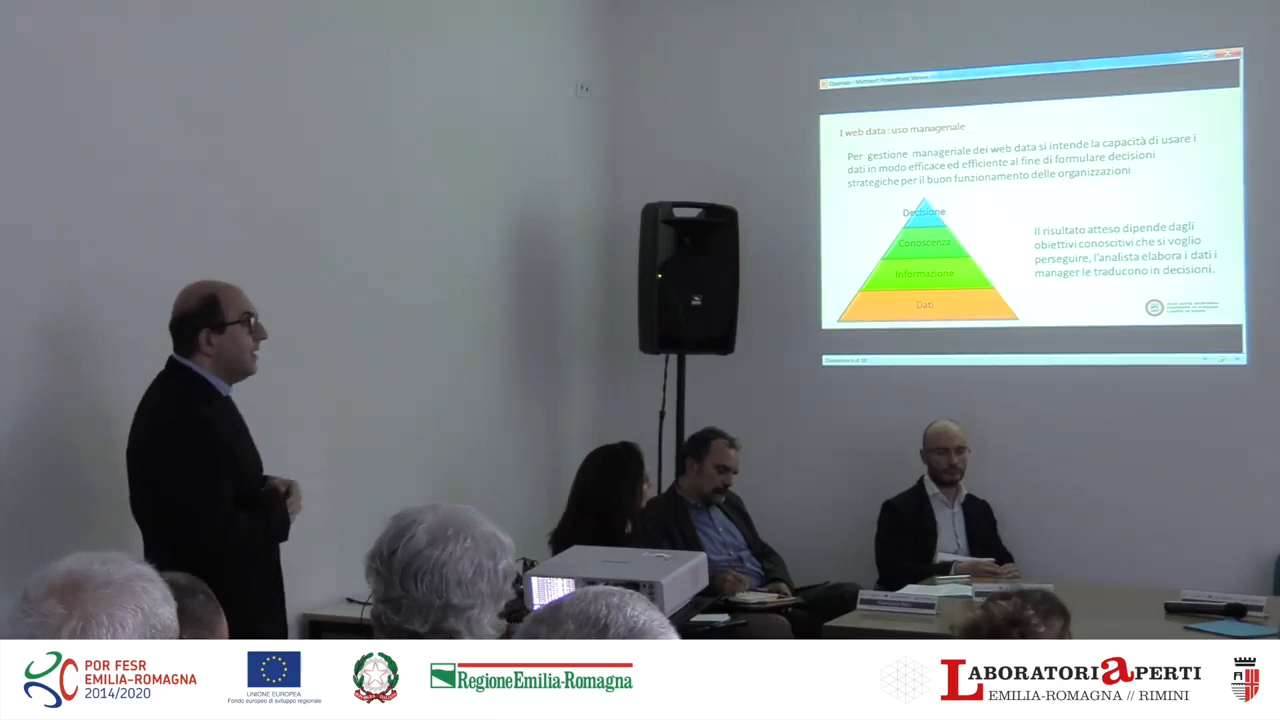 Microsoft PowerPoint Viewer
I web data : uso manageriale
Per gestione manageriale dei web data si intende la capacità di usare i
dati in modo efficace ed efficiente al fine di formulare decisioni
strategiche per il buon funzionamento delle organizzazioni
Decisione
Conoscenza
Informazione
Dati
Il risultato atteso dipende dagli
obiettivi conoscitivi che si voglio
perseguire, l'analista elabora i dati i
manager le traducono in decisioni.
POR FESR
EMILIA-ROMAGNA
2014/2020
UNIONE EUROPEA
Fondo europeo di sviluppo regionale
RegioneEmilia-Romagna
LABORATORIAPERTI
EMILIA-ROMAGNA // RIMINI